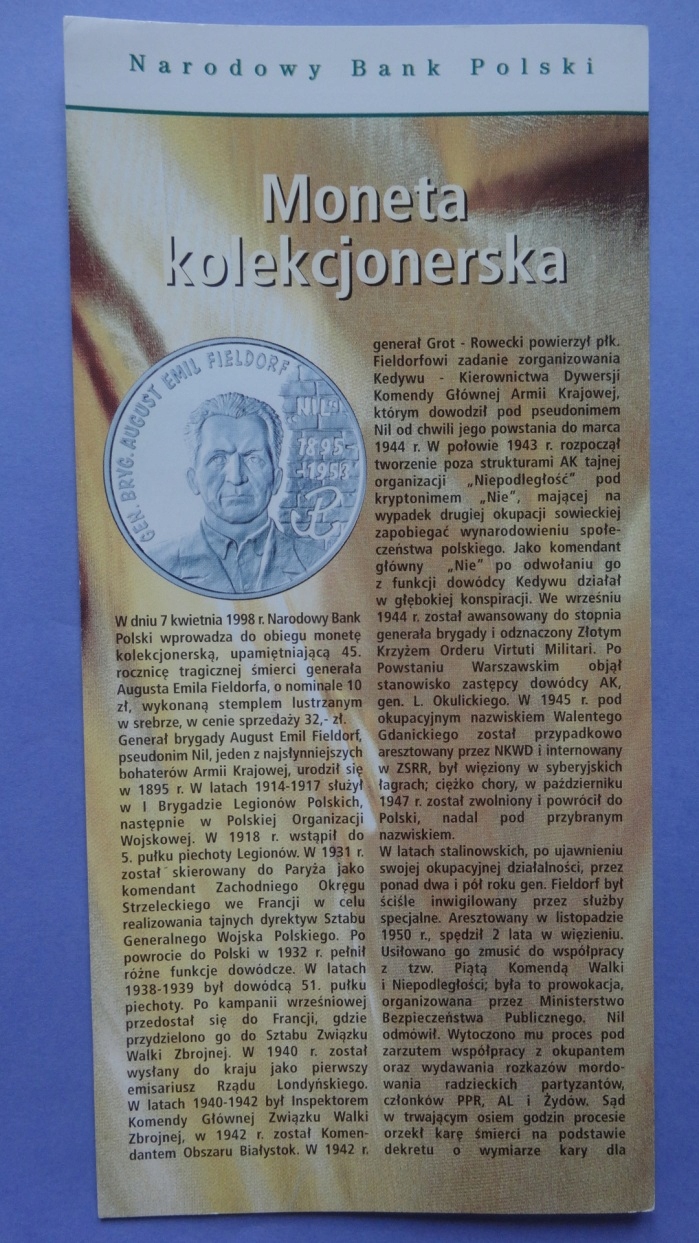 Narodowy Bank Polski
Moneta
kolekcjonerska
GEN. BRYG. AUGUST EMIL FIELDORF
„NIL"
1895-
-1953
W dniu 7 kwietnia 1998 r. Narodowy Bank
Polski wprowadza do obiegu monetę
kolekcjonerską, upamiętniającą 45.
rocznicę tragicznej śmierci generała
Augusta Emila Fieldorfa, o nominale 10
zł, wykonaną stemplem lustrzanym
w srebrze, w cenie sprzedaży 32,- zł.
Generał brygady August Emil Fieldorf,
pseudonim Nil, jeden z najsłynniejszych
bohaterów Armii Krajowej, urodził się
w 1895 r. W latach 1914-1917 służył
w I Brygadzie Legionów Polskich,
następnie w Polskiej Organizacji
Wojskowej. W 1918 r. wstąpił do
5. pułku piechoty Legionów. W 1931 r.
został skierowany do Paryża jako
komendant Zachodniego Okręgu
Strzeleckiego we Francji w celu
realizowania tajnych dyrektyw Sztabu
Generalnego Wojska Polskiego. Po
powrocie do Polski w 1932 r. pełnił
różne funkcje dowódcze. W latach
1938-1939 był dowódcą 51. pułku
piechoty. Po kampanii wrześniowej
przedostał się do Francji, gdzie
przydzielono go do Sztabu Związku
Walki Zbrojnej. W 1940 r. został
wysłany do kraju jako pierwszy
emisariusz Rządu Londyńskiego.
W latach 1940-1942 był Inspektorem
Komendy Głównej Związku Walki
Zbrojnej, w 1942 r. został Komen-
dantem Obszaru Białystok. W 1942 r.
generał Grot - Rowecki powierzył płk.
Fieldorfowi zadanie zorganizowania
Kedywu - Kierownictwa Dywersji
Komendy Głównej Armii Krajowej,
którym dowodził pod pseudonimem
Nil od chwili jego powstania do marca
1944 r. W połowie 1943 r. rozpoczął
tworzenie poza strukturami AK tajnej
organizacji „Niepodległość" pod
kryptonimem „Nie", mającej na
wypadek drugiej okupacji sowieckiej
zapobiegać wynarodowieniu społe-
czeństwa polskiego. Jako komendant
główny „Nie" po odwołaniu go
z funkcji dowódcy Kedywu działał
w głębokiej konspiracji. We wrześniu
1944 r. został awansowany do stopnia
generała brygady i odznaczony Złotym
Krzyżem Orderu Virtuti Militari. Po
Powstaniu Warszawskim objął
stanowisko zastępcy dowódcy AK,
gen. L. Okulickiego. W 1945 r. pod
okupacyjnym nazwiskiem Walentego
Gdanickiego został przypadkowo
aresztowany przez NKWD i internowany
w ZSRR, był więziony w syberyjskich
łagrach; ciężko chory, w październiku
1947 r. został zwolniony i powrócił do
Polski, nadal pod przybranym
nazwiskiem.
W latach stalinowskich, po ujawnieniu
swojej okupacyjnej działalności, przez
ponad dwa i pół roku gen. Fieldorf był
ściśle inwigilowany przez służby
specjalne. Aresztowany w listopadzie
1950 r., spędził 2 lata w więzieniu.
Usiłowano go zmusić do współpracy
z tzw. Piątą Komendą Walki
i Niepodległości; była to prowokacja,
organizowana przez Ministerstwo
Bezpieczeństwa Publicznego. Nil
odmówił. Wytoczono mu proces pod
zarzutem współpracy z okupantem
oraz wydawania rozkazów mordo-
wania radzieckich partyzantów,
członków PPR, AL i Żydów. Sąd
w trwającym osiem godzin procesie
orzekł karę śmierci na podstawie
dekretu o wymiarze kary dla